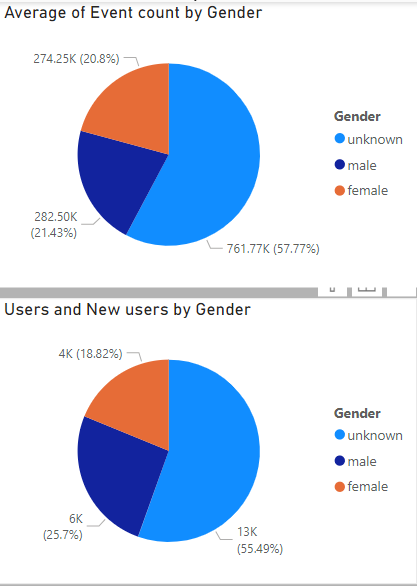 Average of Event count by Gender
274.25K (20.8%)
Gender
unknown
male
female
282.50K
(21.43%)
761.77K (57.77%)
Users and New users by Gender
4K (18.82%)
Gender
unknown
male
female
6K
(25.7%)
13K
(55.49%)